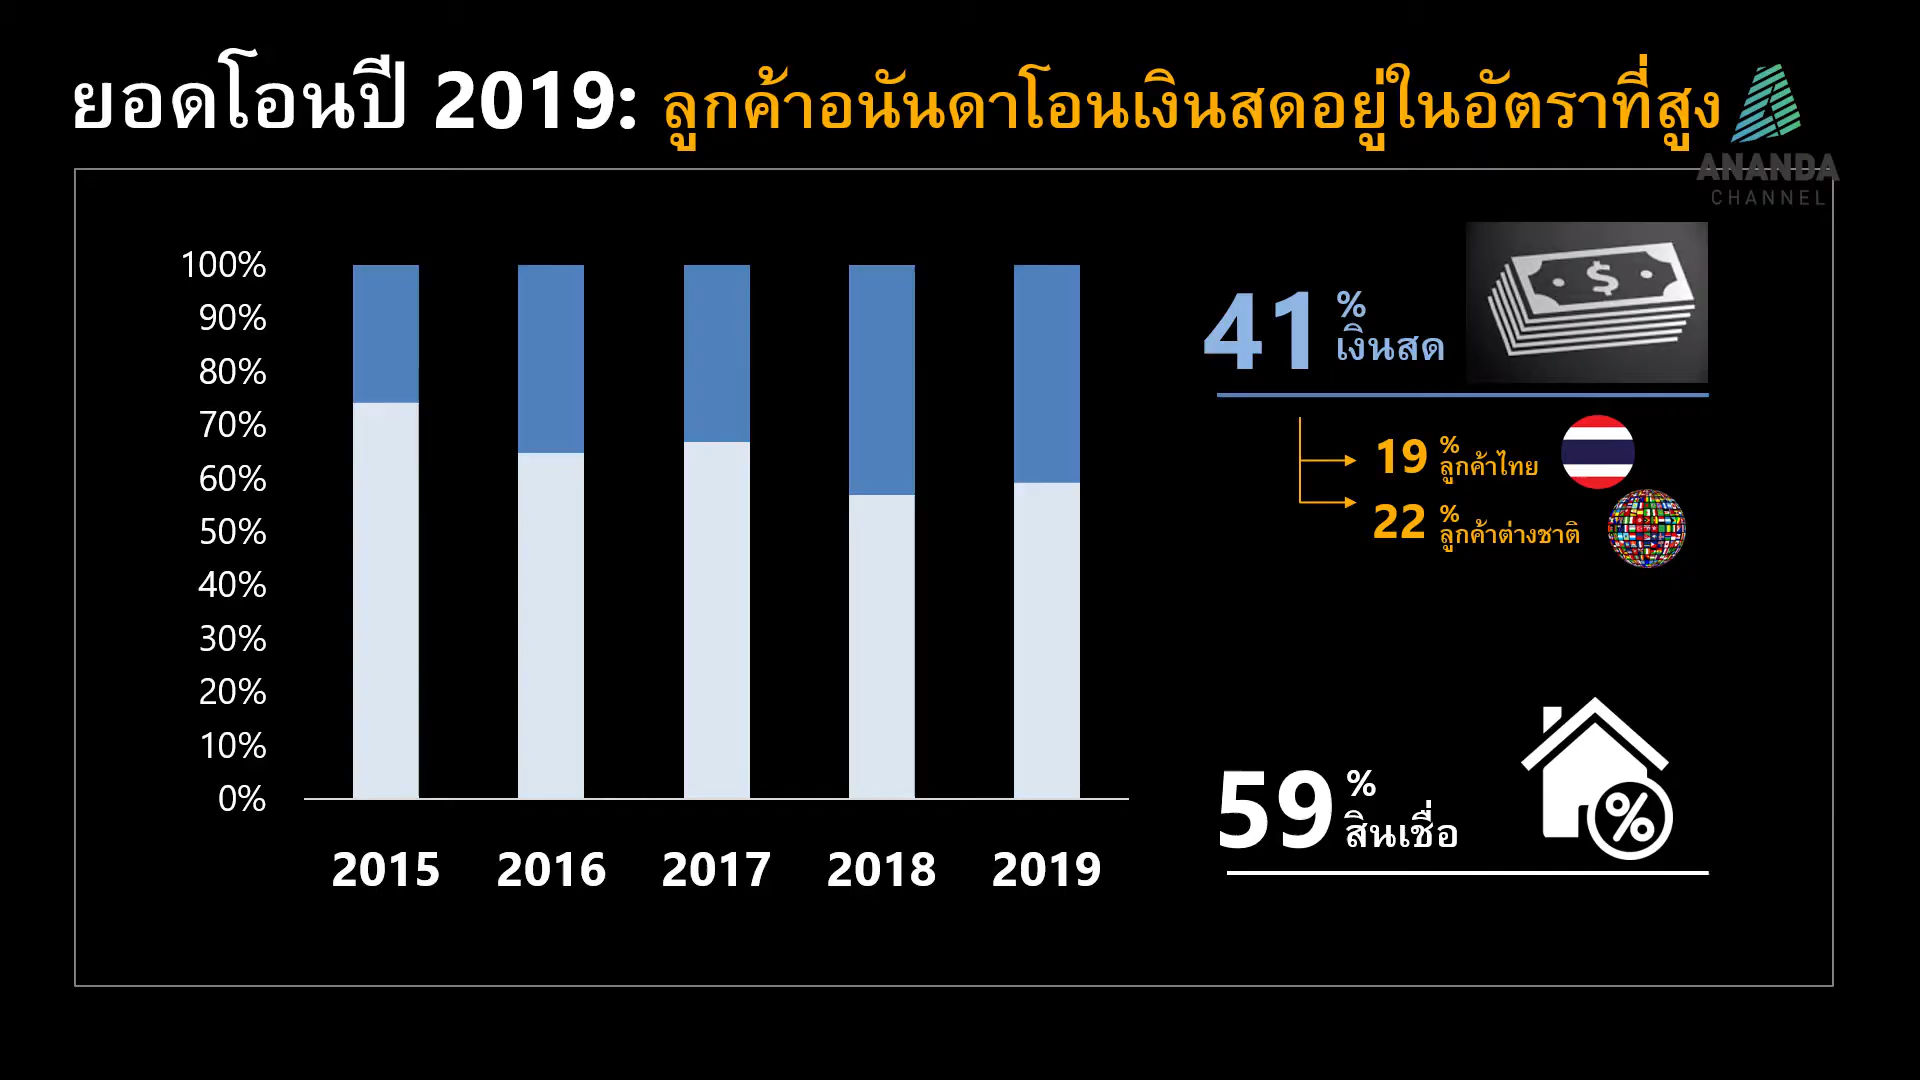 ยอดโอนปี 2019: ลูกค้าอนันดาโอนเงินสดอยู่ในอัตราที่สูง
ANANDA
CHANNEL
100%
90%
80%
70%
60%
50%
40%
30%
20%
10%
0%
2015 2016 2017 2018 2019
41 % เงินสด
$
19 % ลูกค้าไทย
22 % ลูกค้าต่างชาติ
%
59 % สินเชื่อ